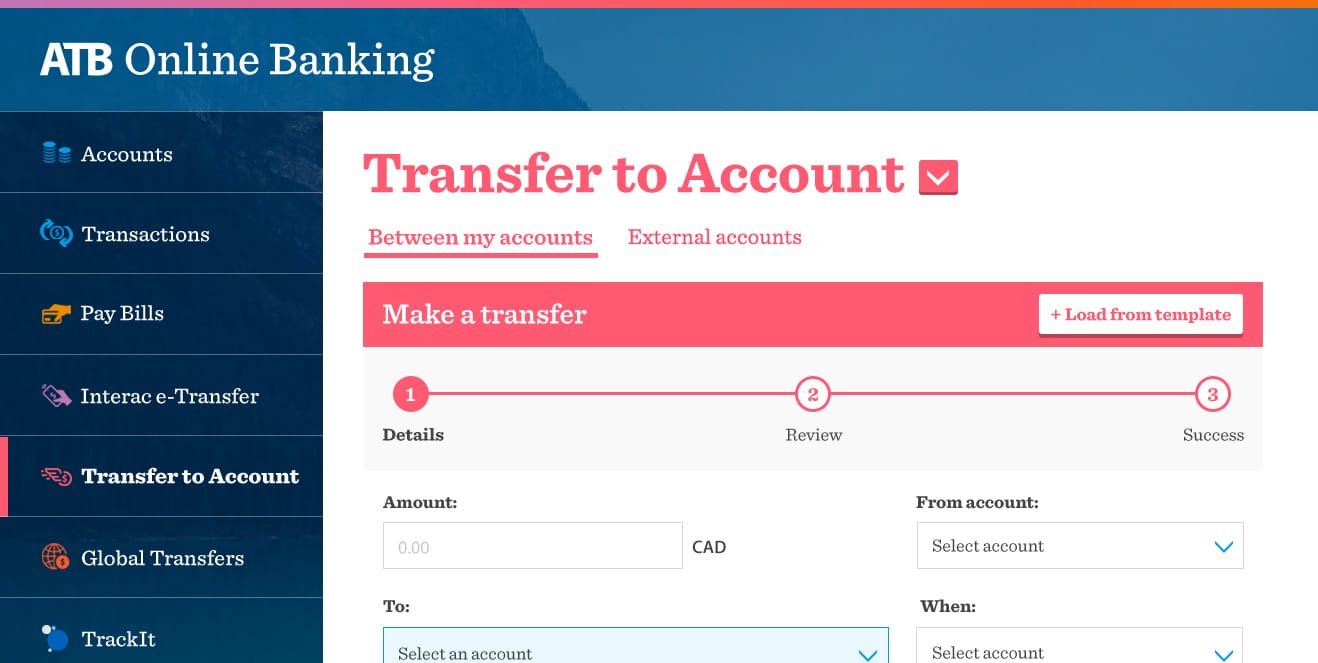 ATB Online Banking
Accounts
Transactions
Pay Bills
Interac e-Transfer
Transfer to Account
Global Transfers
TrackIt
Transfer to Account
Between my accounts External accounts
Make a transfer + Load from template
1 2 3
Details Review Success
Amount: From account:
0.00 CAD Select account
To: When:
Select an account Select account